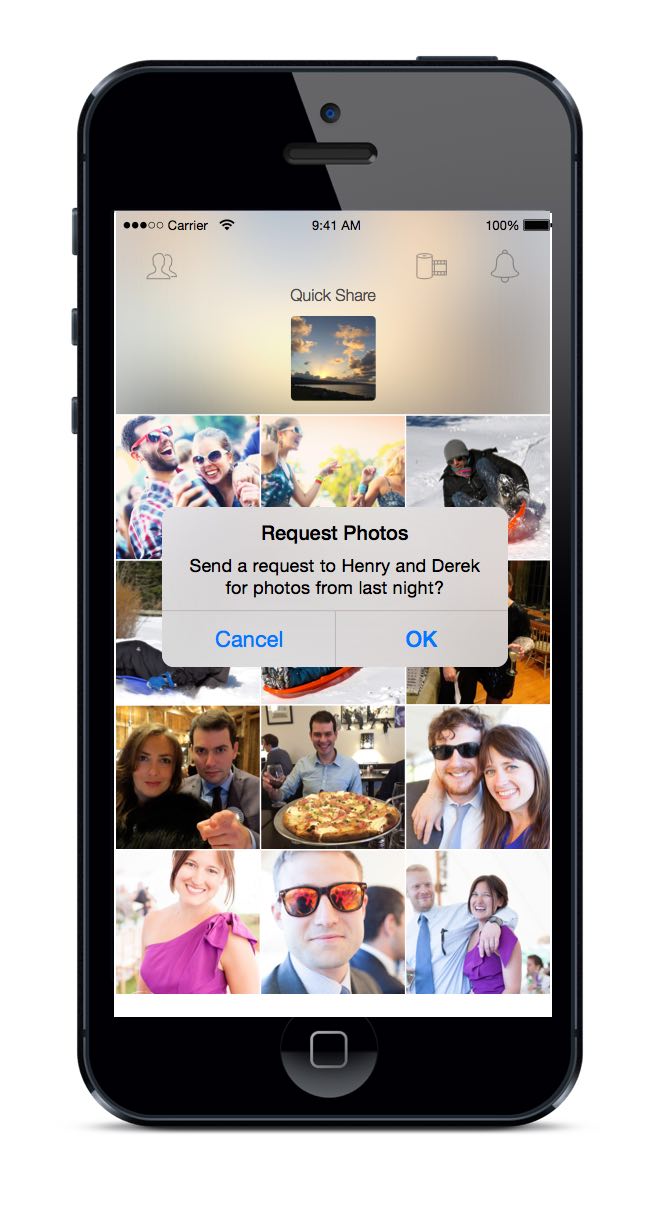 Carrier 9:41 AM 100%
Quick Share
Request Photos
Send a request to Henry and Derek
for photos from last night?
Cancel OK